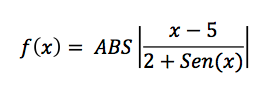 f(x) = ABS |(x − 5)/(2 + Sen(x))|